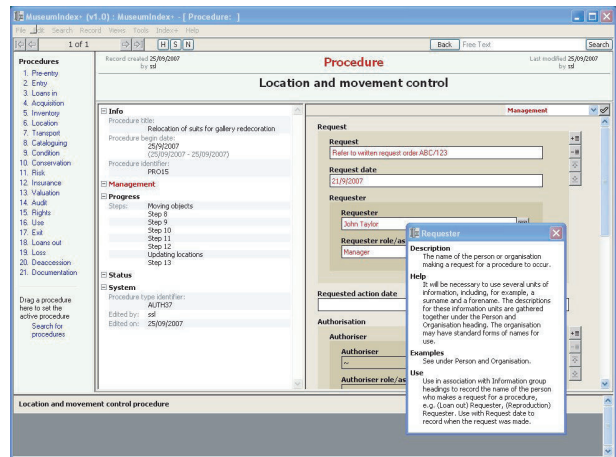 MuseumIndex+ (v1.0) : MuseumIndex+ - [ Procedure: ]
File Edit Search Record Views Tools Index+ Help
1 of 1 H S N Back Free Text Search
Procedures
1. Pre-entry
2. Entry
3. Loans in
4. Acquisition
5. Inventory
6. Location
7. Transport
8. Cataloguing
9. Condition
10. Conservation
11. Risk
12. Insurance
13. Valuation
14. Audit
15. Rights
16. Use
17. Exit
18. Loans out
19. Loss
20. Deaccession
21. Documentation
Drag a procedure
here to set the
active procedure
Search for
procedures
Record created 25/09/2007
by ssl
Procedure
Last modified 25/09/2007
by ssl
Location and movement control
Info
Procedure title:
Relocation of suits for gallery redecoration
Procedure begin date:
25/9/2007
(25/09/2007 - 25/09/2007)
Procedure identifier:
PRO15
Management
Progress
Steps: Moving objects
Step 8
Step 9
Step 10
Step 11
Step 12
Updating locations
Step 13
Status
System
Procedure type identifier:
AUTH37
Edited by: ssl
Edited on: 25/09/2007
Management
Request
Request
Refer to written request order ABC/123
Request date
21/9/2007
Requester
Requester
John Taylor
Requester role/as
Manager
Requested action date
Authorisation
Authoriser
Authoriser
~
Authoriser role/as
Requester
Description
The name of the person or organisation
making a request for a procedure to occur.
Help
It will be necessary to use several units of
information, including, for example, a
surname and a forename. The descriptions
for these information units are gathered
together under the Person and
Organisation heading. The organisation
may have standard forms of names for
use.
Examples
See under Person and Organisation.
Use
Use in association with Information group
headings to record the name of the person
who makes a request for a procedure,
e.g. (Loan out) Requester, (Reproduction)
Requester. Use with Request date to
record when the request was made.
Location and movement control procedure